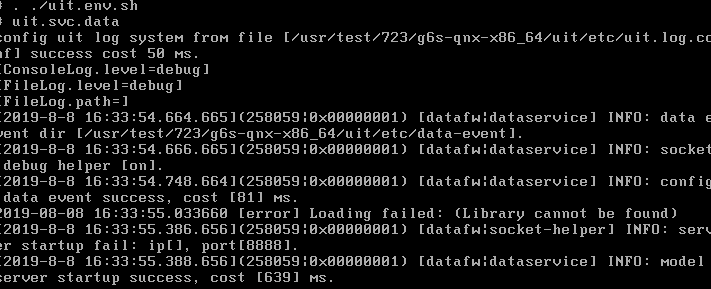 # . ./uit.env.sh
# uit.svc.data
config uit log system from file [/usr/test/723/g6s-qnx-x86_64/uit/etc/uit.log.co
nf] success cost 50 ms.
[ConsoleLog.level=debug]
[FileLog.level=debug]
[FileLog.path=]
[2019-8-8 16:33:54.664.665](258059¦0x00000001) [datafw¦dataservice] INFO: data e
vent dir [/usr/test/723/g6s-qnx-x86_64/uit/etc/data-event].
[2019-8-8 16:33:54.666.665](258059¦0x00000001) [datafw¦dataservice] INFO: socket
 debug helper [on].
[2019-8-8 16:33:54.748.664](258059¦0x00000001) [datafw¦dataservice] INFO: config
 data event success, cost [81] ms.
2019-08-08 16:33:55.033660 [error] Loading failed: (Library cannot be found)
[2019-8-8 16:33:55.386.656](258059¦0x00000001) [datafw¦socket-helper] INFO: serv
er startup fail: ip[], port[8888].
[2019-8-8 16:33:55.388.656](258059¦0x00000001) [datafw¦dataservice] INFO: model
server startup success, cost [639] ms.